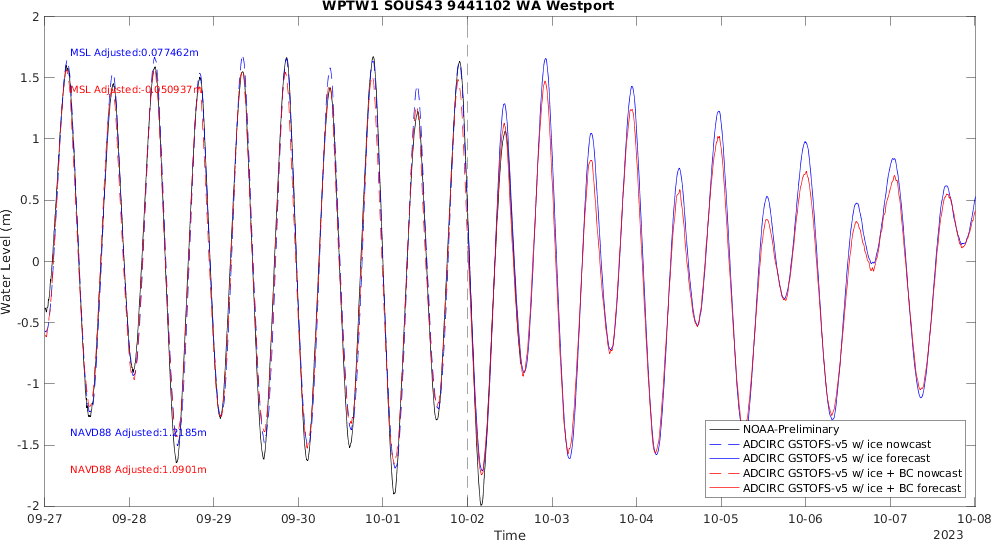 WPTW1 SOUS43 9441102 WA Westport
MSL Adjusted:0.077462m
MSL Adjusted:-0.050937m
NAVD88 Adjusted:1.2185m
NAVD88 Adjusted:1.0901m
Water Level (m)
2
1.5
1
0.5
0
-0.5
-1
-1.5
-2
NOAA-Preliminary
ADCIRC GSTOFS-v5 w/ ice nowcast
ADCIRC GSTOFS-v5 w/ ice forecast
ADCIRC GSTOFS-v5 w/ ice + BC nowcast
ADCIRC GSTOFS-v5 w/ ice + BC forecast
09-27 09-28 09-29 09-30 10-01 10-02 10-03 10-04 10-05 10-06 10-07 10-08
Time
2023